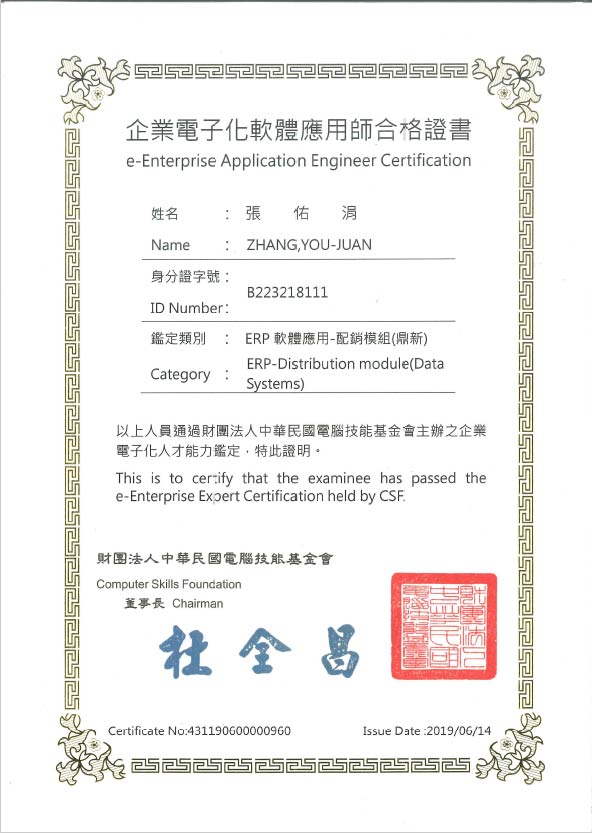 企業電子化軟體應用師合格證書
e-Enterprise Application Engineer Certification
姓名 : 張 佑 涓
Name : ZHANG,YOU-JUAN
身分證字號 :
B223218111
ID Number :
鑑定類別 : ERP 軟體應用-配銷模組(鼎新)
Category : ERP-Distribution module(Data
Systems)
以上人員通過財團法人中華民國電腦技能基金會主辦之企業
電子化人才能力鑑定，特此證明。
This is to certify that the examinee has passed the
e-Enterprise Expert Certification held by CSF.
財團法人中華民國電腦技能基金會
Computer Skills Foundation
董事長 Chairman
杜全昌
Certificate No:431190600000960 Issue Date :2019/06/14